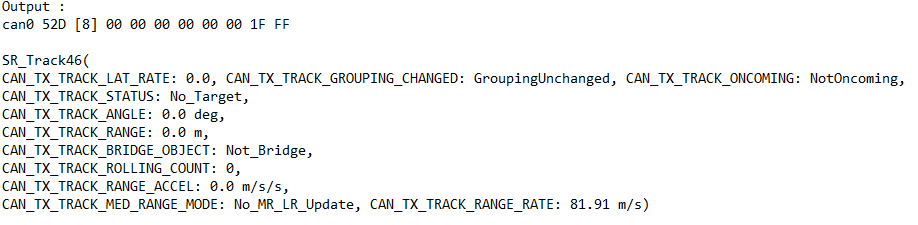 Output :
can0 52D [8] 00 00 00 00 00 00 1F FF
SR_Track46(
CAN_TX_TRACK_LAT_RATE: 0.0, CAN_TX_TRACK_GROUPING_CHANGED: GroupingUnchanged, CAN_TX_TRACK_ONCOMING: NotOncoming,
CAN_TX_TRACK_STATUS: No_Target,
CAN_TX_TRACK_ANGLE: 0.0 deg,
CAN_TX_TRACK_RANGE: 0.0 m,
CAN_TX_TRACK_BRIDGE_OBJECT: Not_Bridge,
CAN_TX_TRACK_ROLLING_COUNT: 0,
CAN_TX_TRACK_RANGE_ACCEL: 0.0 m/s/s,
CAN_TX_TRACK_MED_RANGE_MODE: No_MR_LR_Update, CAN_TX_TRACK_RANGE_RATE: 81.91 m/s)